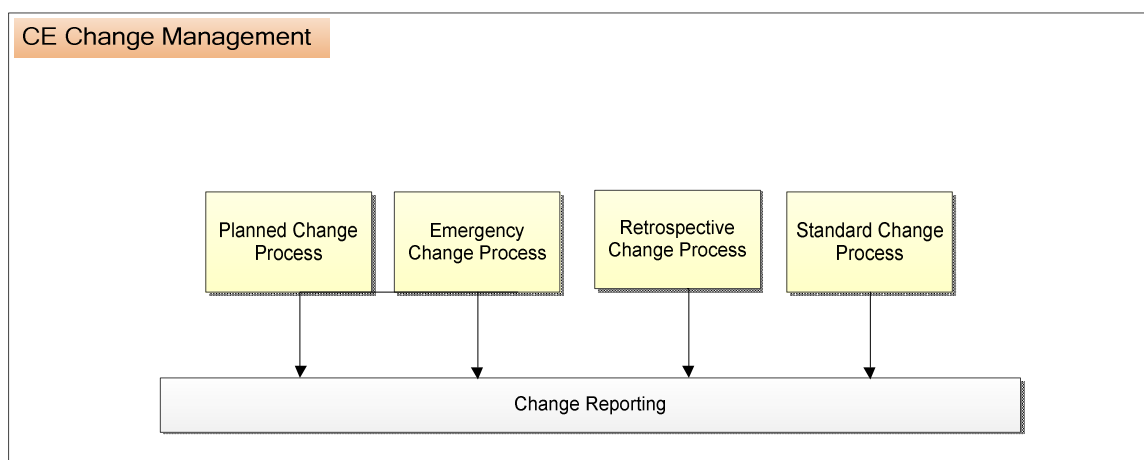 CE Change Management
Planned Change
Process
Emergency
Change Process
Retrospective
Change Process
Standard Change
Process
Change Reporting